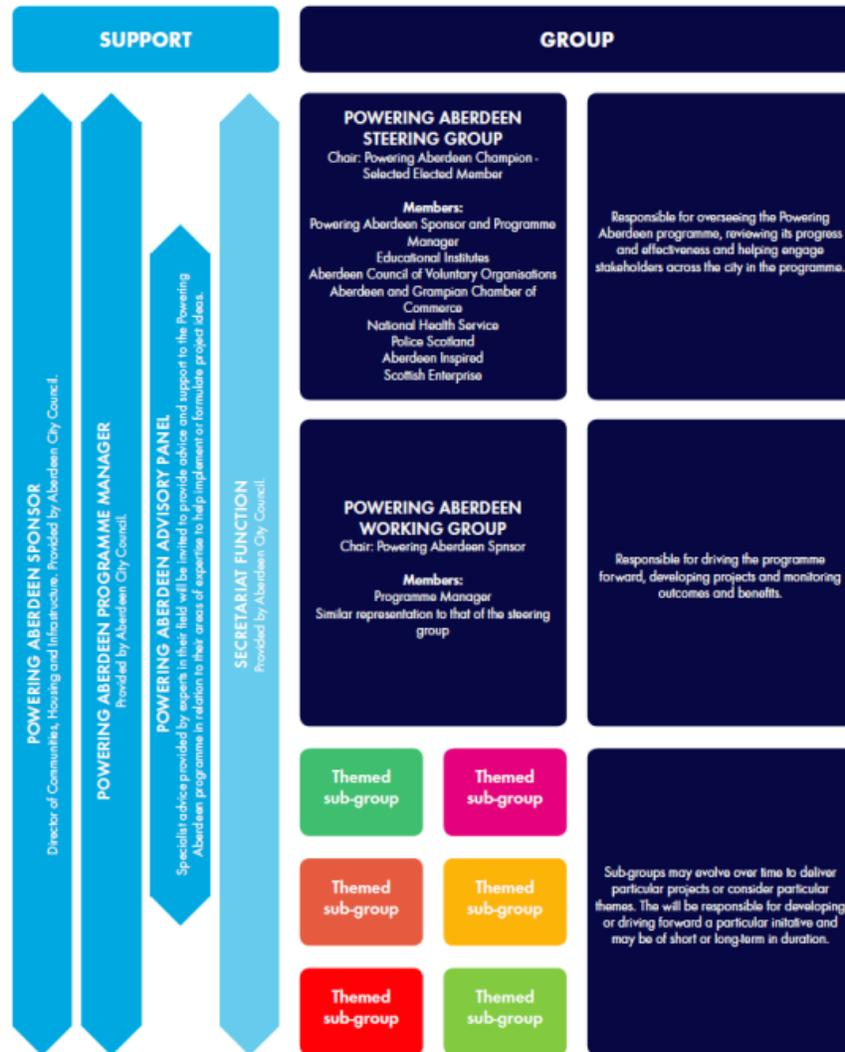 SUPPORT
GROUP
POWERING ABERDEEN SPONSOR
Director of Communities, Housing and Infrastructure. Provided by Aberdeen City Council.
POWERING ABERDEEN PROGRAMME MANAGER
Provided by Aberdeen City Council.
POWERING ABERDEEN ADVISORY PANEL
Specialist advice provided by experts in their field will be invited to provide advice and support to the Powering
Aberdeen programme in relation to their areas of expertise to help implement or formulate project ideas.
SECRETARIAT FUNCTION
Provided by Aberdeen City Council.
POWERING ABERDEEN
STEERING GROUP
Chair: Powering Aberdeen Champion -
Selected Elected Member
Members:
Powering Aberdeen Sponsor and Programme
Manager
Educational Institutes
Aberdeen Council of Voluntary Organisations
Aberdeen and Grampian Chamber of
Commerce
National Health Service
Police Scotland
Aberdeen Inspired
Scottish Enterprise
Responsible for overseeing the Powering
Aberdeen programme, reviewing its progress
and effectiveness and helping engage
stakeholders across the city in the programme.
POWERING ABERDEEN
WORKING GROUP
Chair: Powering Aberdeen Spnsor
Members:
Programme Manager
Similar representation to that of the steering
group
Responsible for driving the programme
forward, developing projects and monitoring
outcomes and benefits.
Themed
sub-group
Themed
sub-group
Themed
sub-group
Themed
sub-group
Themed
sub-group
Themed
sub-group
Sub-groups may evolve over time to deliver
particular projects or consider particular
themes. The will be responsible for developing
or driving forward a particular initative and
may be of short or long-term in duration.